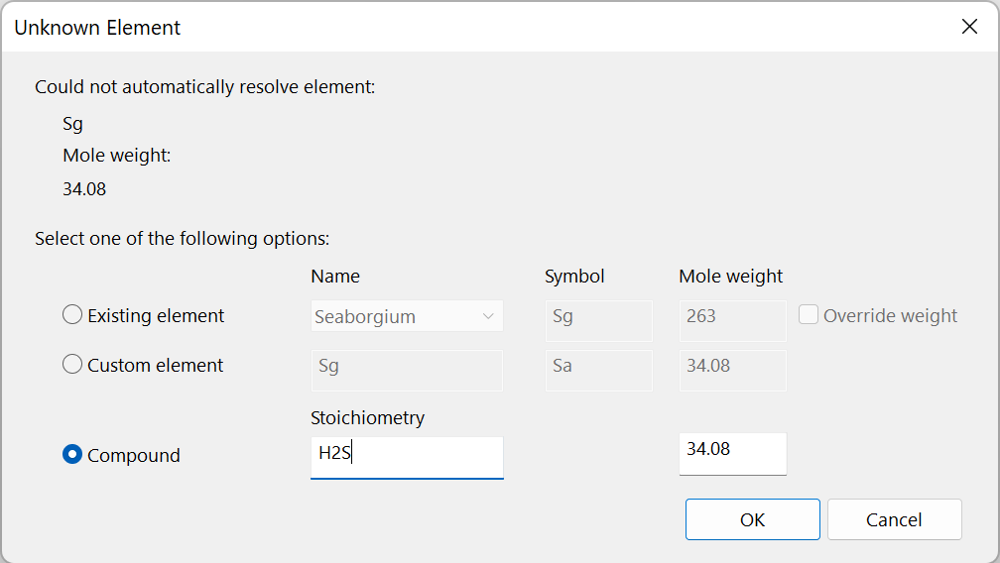 Unknown Element
Could not automatically resolve element:
Sg
Mole weight:
34.08
Select one of the following options:
Name Symbol Mole weight
Existing element Seaborgium Sg 263 Override weight
Custom element Sg Sa 34.08
Stoichiometry
Compound H2S 34.08
OK Cancel